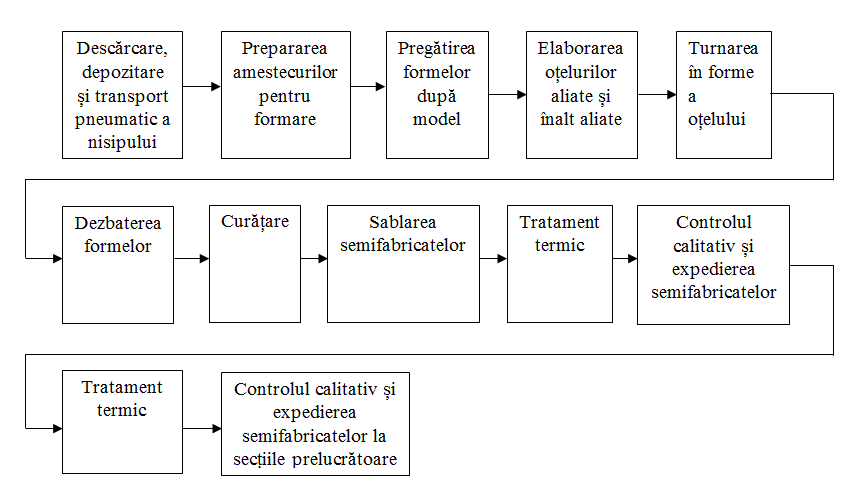 Descărcare,
depozitare
și transport
pneumatic a
nisipului
Prepararea
amestecurilor
pentru
formare
Pregătirea
formelor
după
model
Elaborarea
oțelurilor
aliate și
înalt aliate
Turnarea
în forme
a
oțelului
Dezbaterea
formelor
Curățare
Sablarea
semifabricatelor
Tratament
termic
Controlul
calitativ și
expedierea
semifabricatelor
Tratament
termic
Controlul calitativ și
expedierea
semifabricatelor la
secțiile prelucrătoare